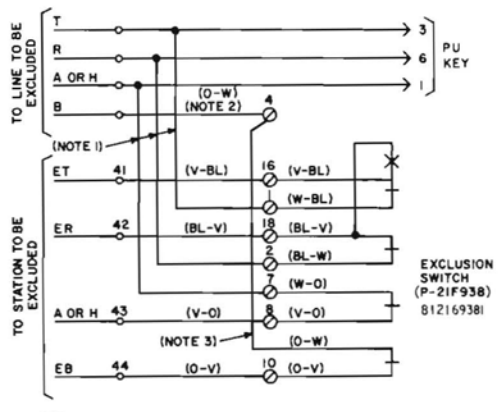 TO LINE TO BE
EXCLUDED
T
3
R
6
PU
KEY
A OR H
1
(O-W)
B
(NOTE 2)
4
(NOTE 1)
TO STATION TO BE
EXCLUDED
ET
41
(V-BL)
16
(V-BL)
1
(W-BL)
ER
42
(BL-V)
18
(BL-V)
2
(BL-W)
7
(W-O)
EXCLUSION
SWITCH
(P-21F938)
812169381
A OR H
43
(V-O)
8
(V-O)
(NOTE 3)
(O-W)
EB
44
(O-V)
10
(O-V)